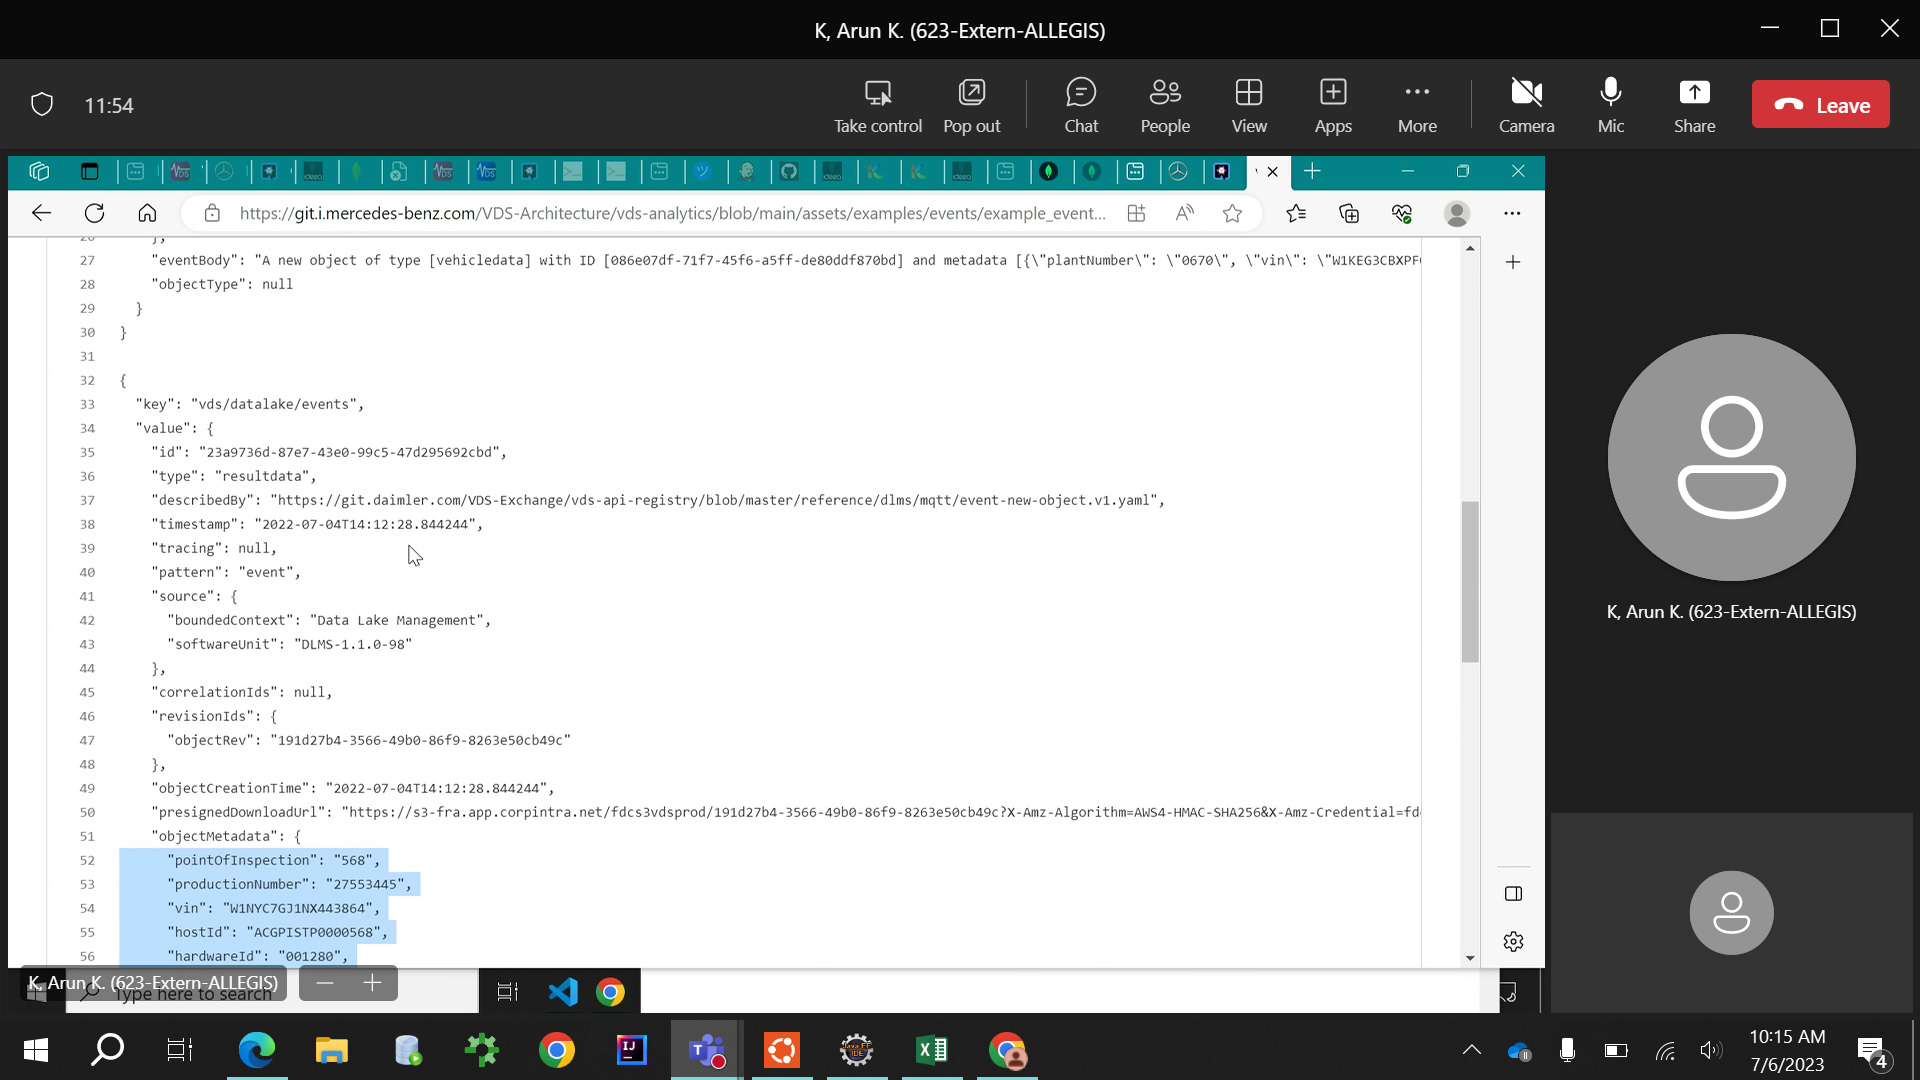 K, Arun K. (623-Extern-ALLEGIS)
11:54
Take control
Pop out
Chat
People
View
Apps
More
Camera
Mic
Share
Leave
https://git.i.mercedes-benz.com/VDS-Architecture/vds-analytics/blob/main/assets/examples/events/example_event...
26 },
27 "eventBody": "A new object of type [vehicledata] with ID [086e07df-71f7-45f6-a5ff-de80ddf870bd] and metadata [{\"plantNumber\": \"0670\", \"vin\": \"W1KEG3CBXPF
28 "objectType": null
29 }
30 }
31
32 {
33 "key": "vds/datalake/events",
34 "value": {
35 "id": "23a9736d-87e7-43e0-99c5-47d295692cbd",
36 "type": "resultdata",
37 "describedBy": "https://git.daimler.com/VDS-Exchange/vds-api-registry/blob/master/reference/dlms/mqtt/event-new-object.v1.yaml",
38 "timestamp": "2022-07-04T14:12:28.844244",
39 "tracing": null,
40 "pattern": "event",
41 "source": {
42 "boundedContext": "Data Lake Management",
43 "softwareUnit": "DLMS-1.1.0-98"
44 },
45 "correlationIds": null,
46 "revisionIds": {
47 "objectRev": "191d27b4-3566-49b0-86f9-8263e50cb49c"
48 },
49 "objectCreationTime": "2022-07-04T14:12:28.844244",
50 "presignedDownloadUrl": "https://s3-fra.app.corpintra.net/fdcs3vdsprod/191d27b4-3566-49b0-86f9-8263e50cb49c?X-Amz-Algorithm=AWS4-HMAC-SHA256&X-Amz-Credential=fd
51 "objectMetadata": {
52 "pointOfInspection": "568",
53 "productionNumber": "27553445",
54 "vin": "W1NYC7GJ1NX443864",
55 "hostId": "ACGPISTP0000568",
56 "hardwareId": "001280",
K, Arun K. (623-Extern-ALLEGIS)
K, Arun K. (623-Extern-ALLEGIS)
Type here to search
10:15 AM
7/6/2023
4